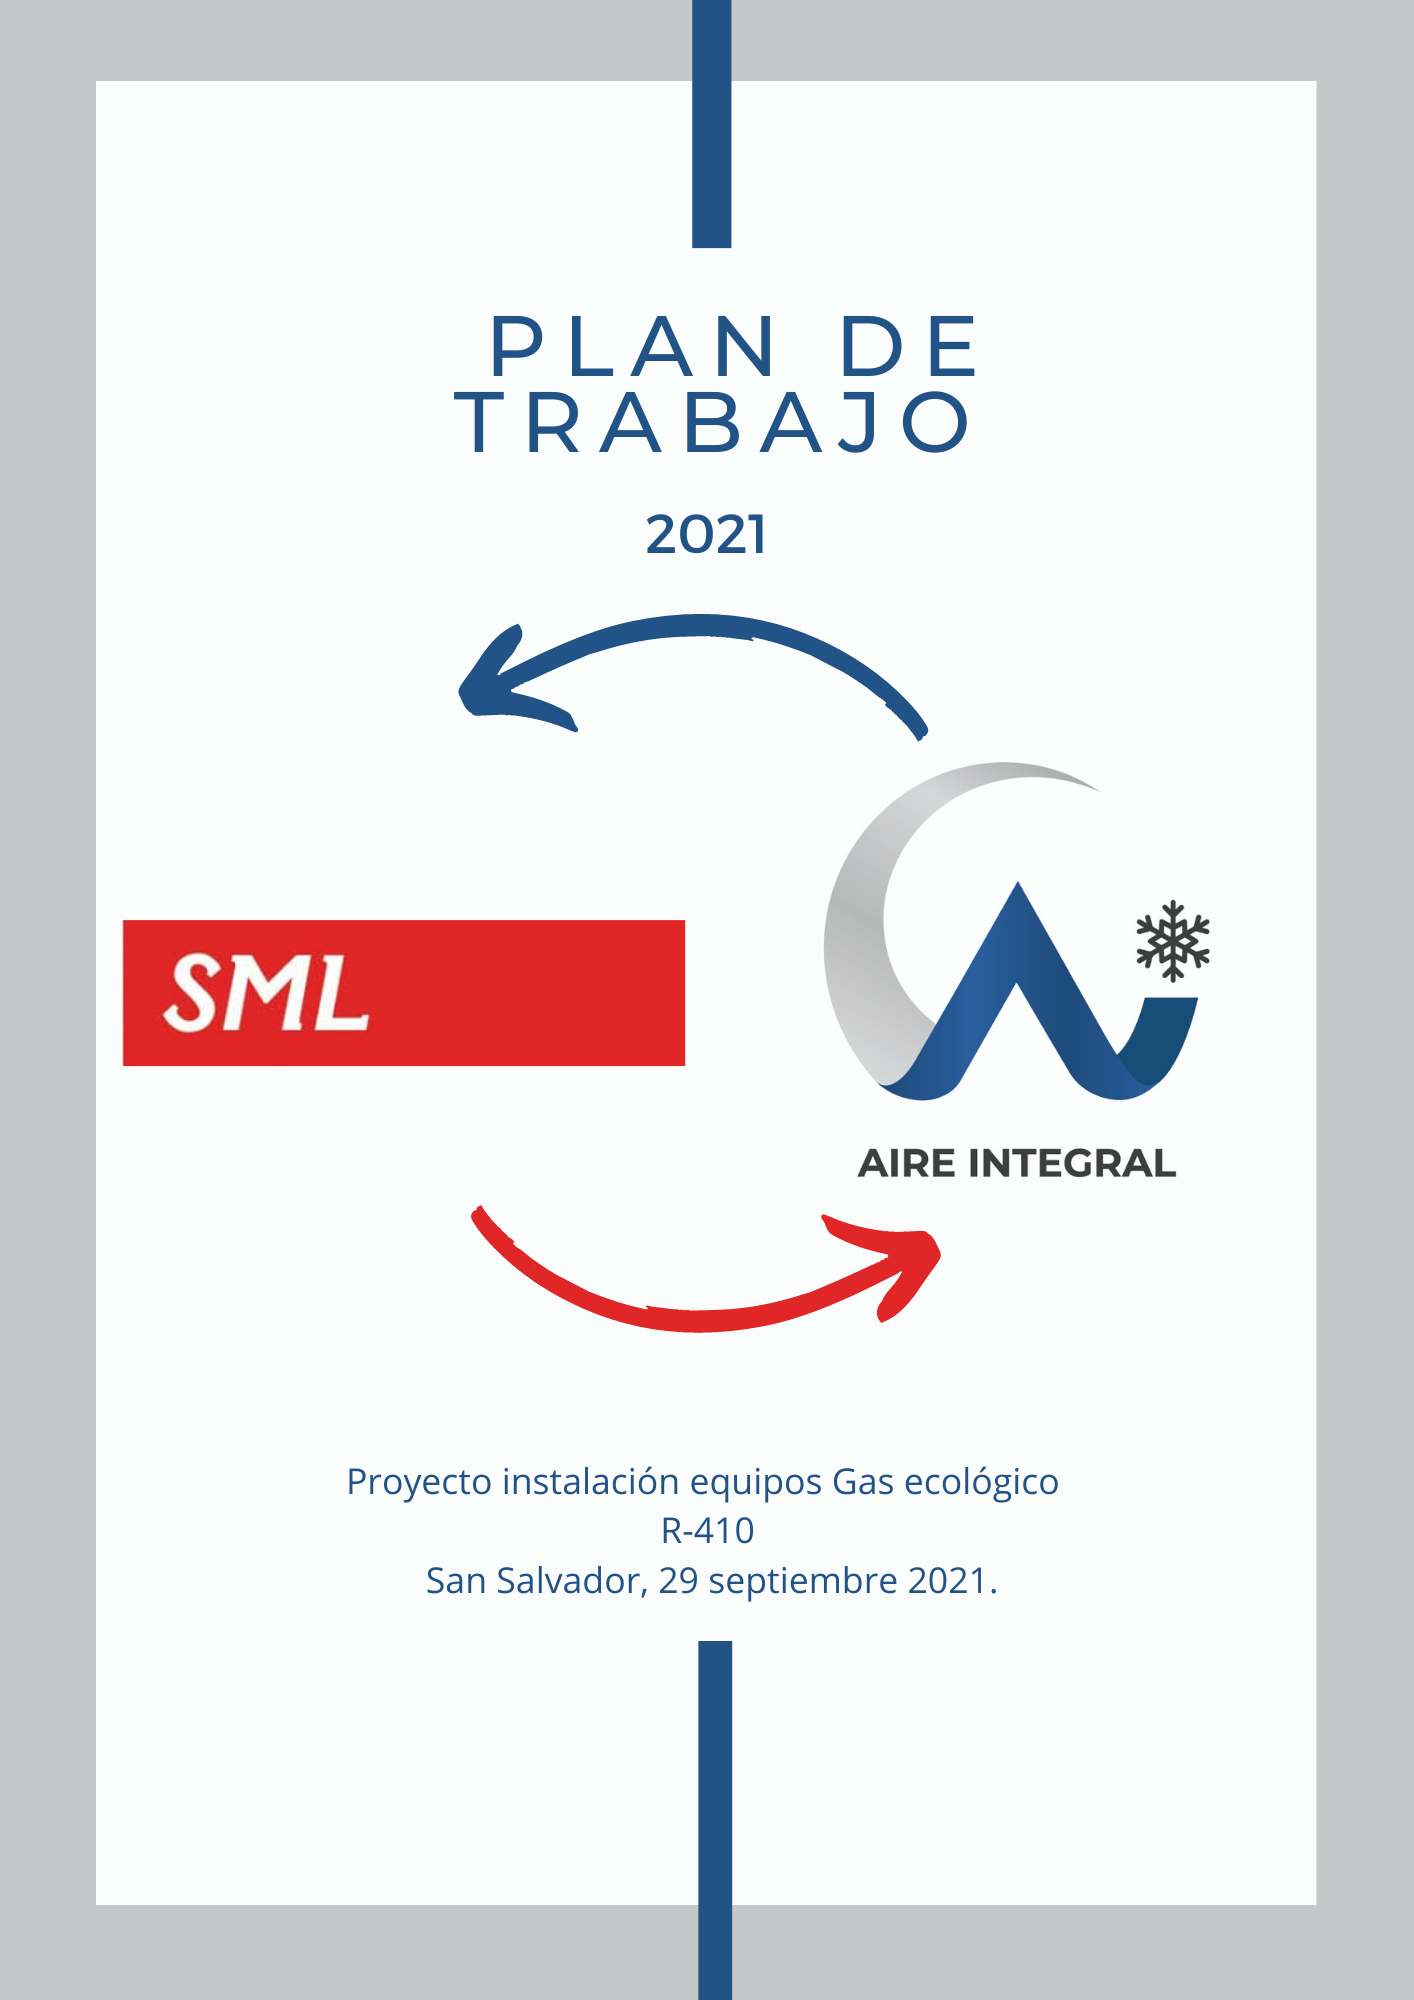 PLAN DE
TRABAJO
2021
SML
AIRE INTEGRAL
Proyecto instalación equipos Gas ecológico
R-410
San Salvador, 29 septiembre 2021.